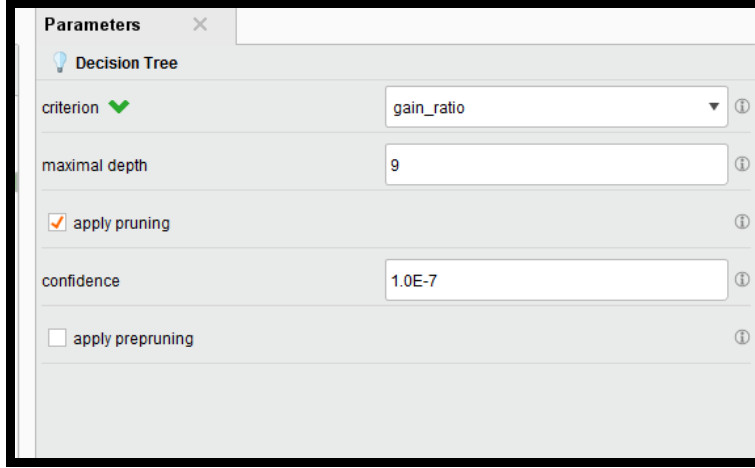 Parameters
Decision Tree
criterion gain_ratio
maximal depth 9
apply pruning
confidence 1.0E-7
apply prepruning